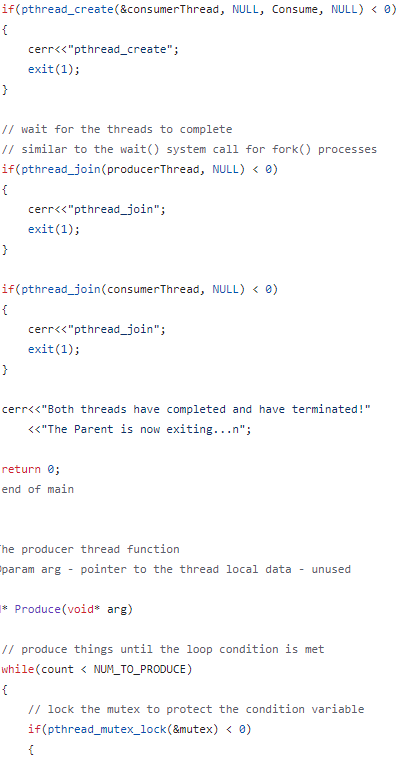 if(pthread_create(&consumerThread, NULL, Consume, NULL) < 0)
{
cerr<<"pthread_create";
exit(1);
}
// wait for the threads to complete
// similar to the wait() system call for fork() processes
if(pthread_join(producerThread, NULL) < 0)
{
cerr<<"pthread_join";
exit(1);
}
if(pthread_join(consumerThread, NULL) < 0)
{
cerr<<"pthread_join";
exit(1);
}
cerr<<"Both threads have completed and have terminated!"
<<"The Parent is now exiting...n";
return 0;
end of main
The producer thread function
@param arg - pointer to the thread local data - unused
* Produce(void* arg)
// produce things until the loop condition is met
while(count < NUM_TO_PRODUCE)
{
// lock the mutex to protect the condition variable
if(pthread_mutex_lock(&mutex) < 0)
{